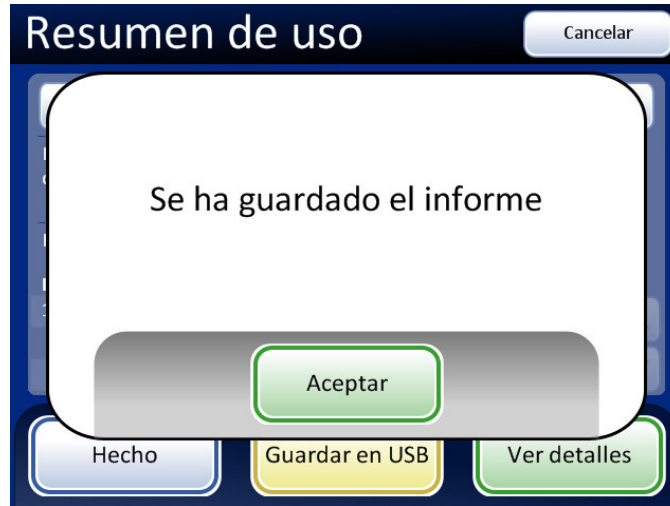 Resumen de uso
Cancelar
Se ha guardado el informe
Aceptar
Hecho
Guardar en USB
Ver detalles